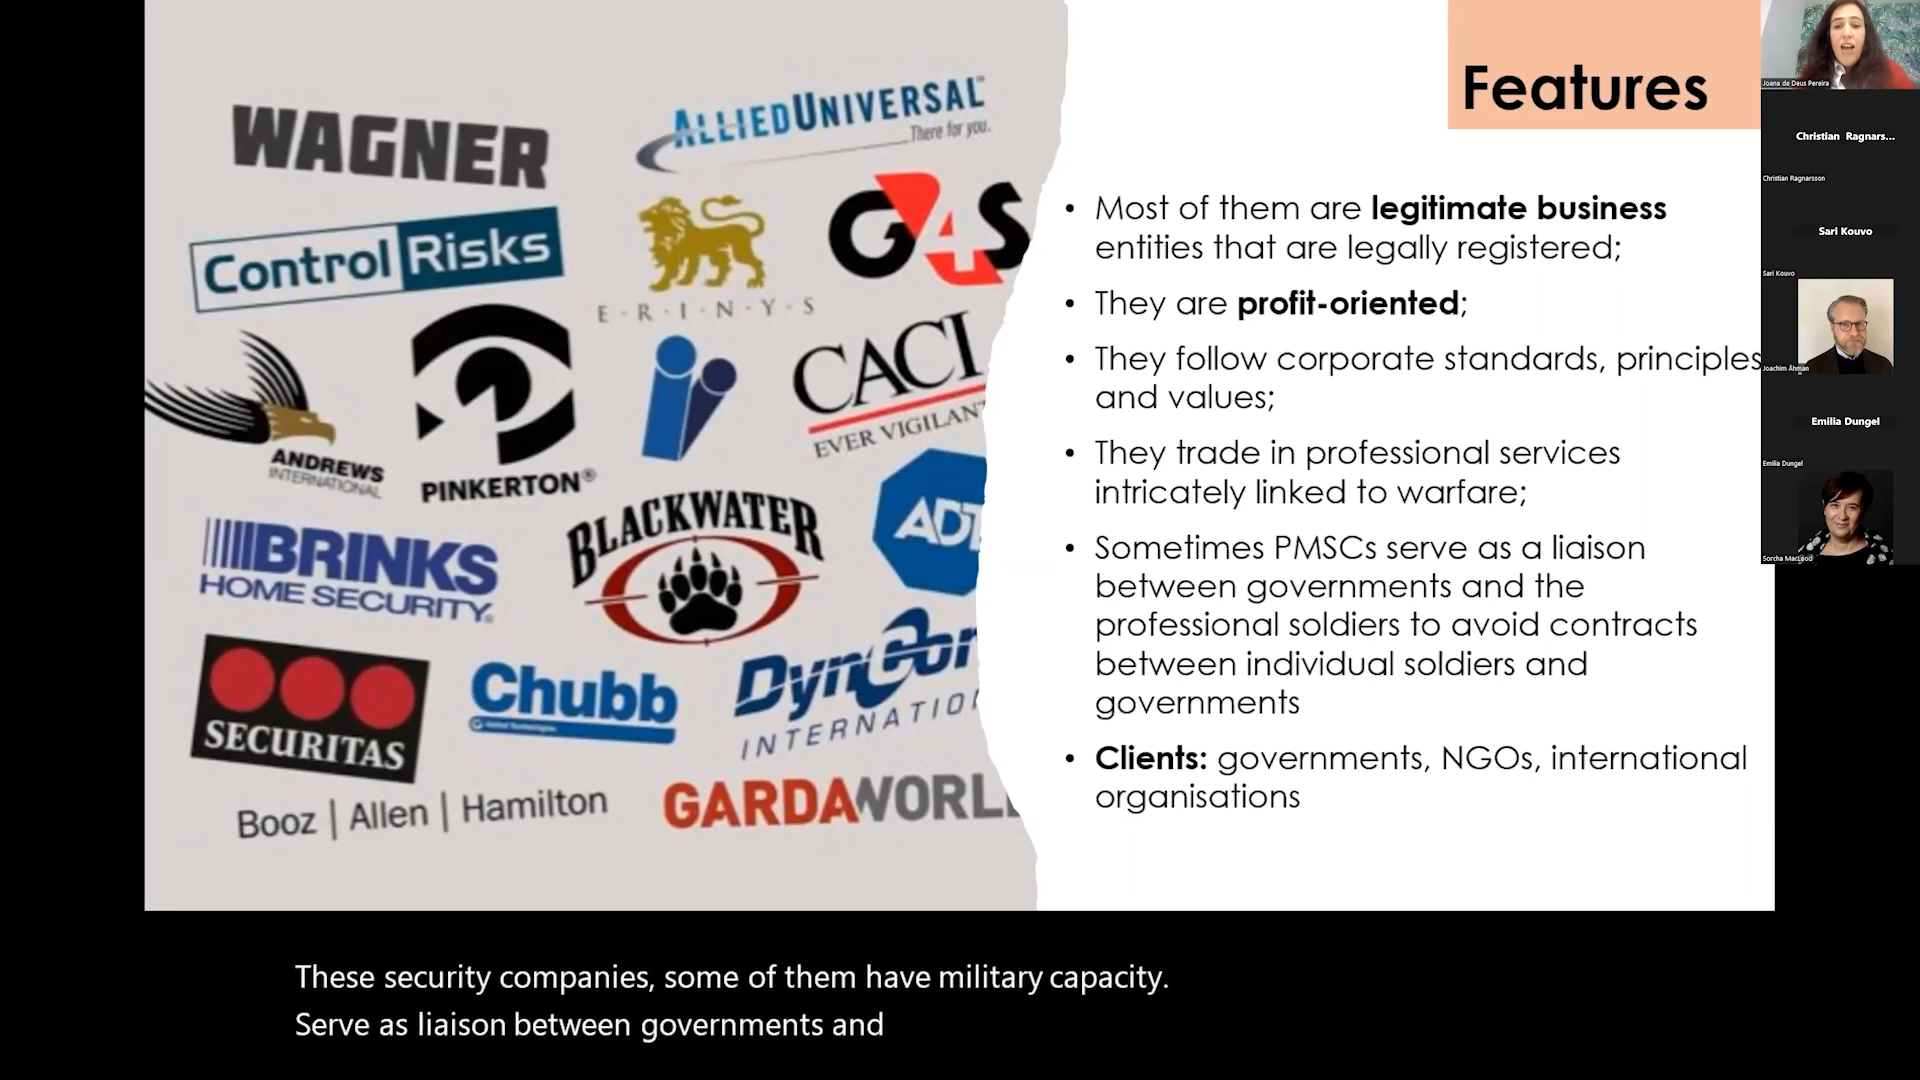 WAGNER
ALLIEDUNIVERSAL
There for you.
ControlRisks
E·R·I·N·Y·S
G4S
ANDREWS
INTERNATIONAL
PINKERTON®
CACI
EVER VIGILANT
BRINKS
HOME SECURITY
BLACKWATER
ADT
SECURITAS
Chubb
DynCor
INTERNATIO
Booz | Allen | Hamilton
GARDAWORL
Features
• Most of them are legitimate business
entities that are legally registered;
• They are profit-oriented;
• They follow corporate standards, principles
and values;
• They trade in professional services
intricately linked to warfare;
• Sometimes PMSCs serve as a liaison
between governments and the
professional soldiers to avoid contracts
between individual soldiers and
governments
• Clients: governments, NGOs, international
organisations
Joana de Deus Pereira
Christian Ragnars...
Christian Ragnarsson
Sari Kouvo
Sari Kouvo
Joachim Åhman
Emilia Dungel
Emilia Dungel
Sorcha MacLeod
These security companies, some of them have military capacity.
Serve as liaison between governments and